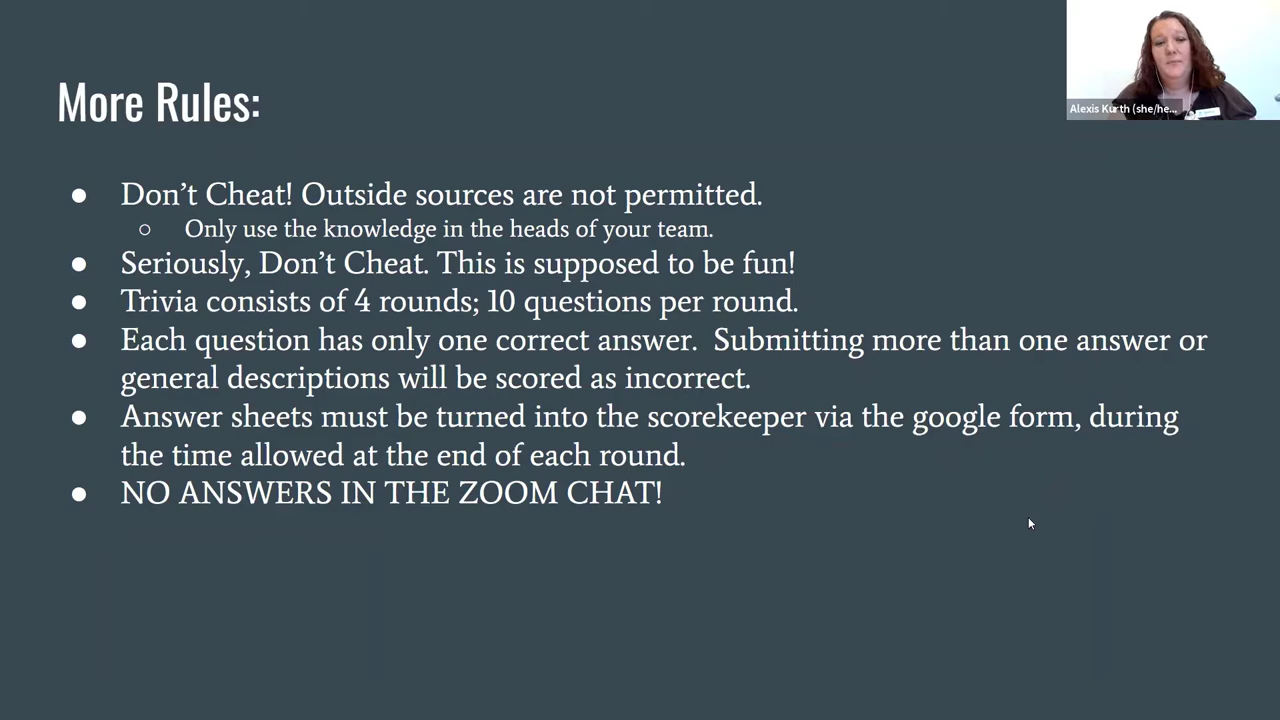 More Rules:
Alexis Kurth (she/he...
● Don't Cheat! Outside sources are not permitted.
○ Only use the knowledge in the heads of your team.
● Seriously, Don't Cheat. This is supposed to be fun!
● Trivia consists of 4 rounds; 10 questions per round.
● Each question has only one correct answer.  Submitting more than one answer or
general descriptions will be scored as incorrect.
● Answer sheets must be turned into the scorekeeper via the google form, during
the time allowed at the end of each round.
● NO ANSWERS IN THE ZOOM CHAT!